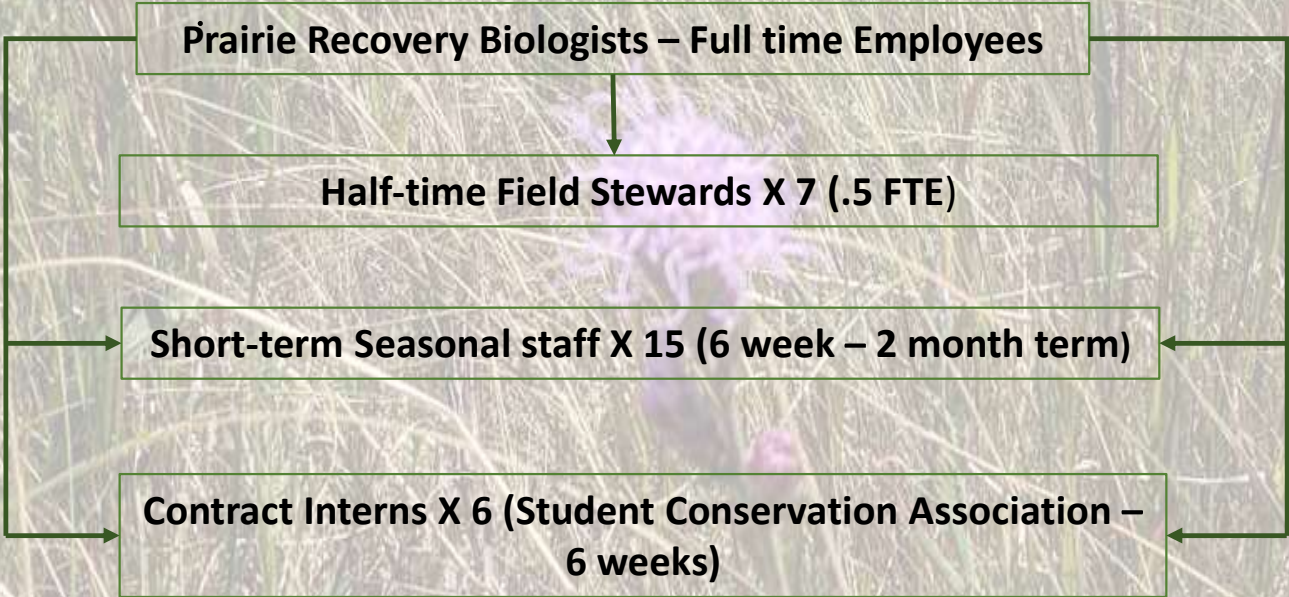 Prairie Recovery Biologists – Full time Employees
Half-time Field Stewards X 7 (.5 FTE)
Short-term Seasonal staff X 15 (6 week – 2 month term)
Contract Interns X 6 (Student Conservation Association –
6 weeks)